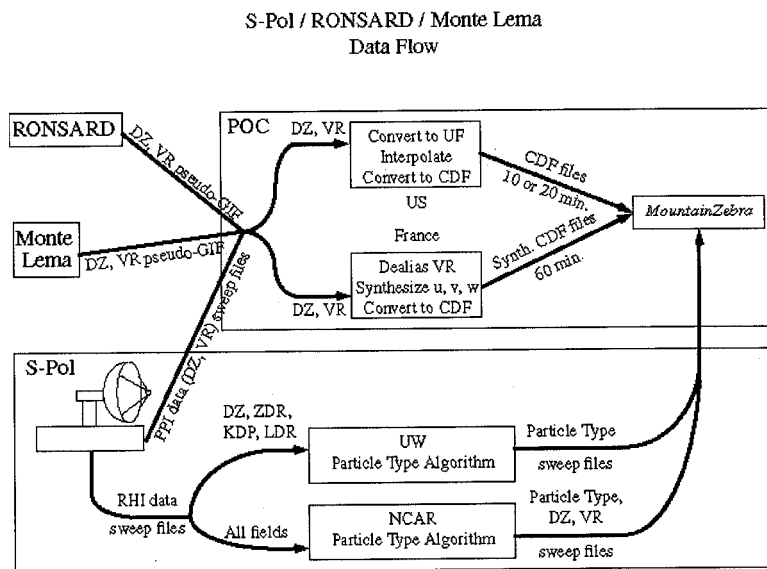 S-Pol / RONSARD / Monte Lema
Data Flow
RONSARD
DZ, VR pseudo-GIF
POC
DZ, VR
Convert to UF
Interpolate
Convert to CDF
US
CDF files
10 or 20 min.
MountainZebra
Monte
Lema
DZ, VR pseudo-GIF
France
Dealias VR
Synthesize u, v, w
Convert to CDF
DZ, VR
Synth. CDF files
60 min.
PPI data (DZ, VR) sweep files
S-Pol
DZ, ZDR,
KDP, LDR
UW
Particle Type Algorithm
Particle Type
sweep files
RHI data
sweep files
All fields
NCAR
Particle Type Algorithm
Particle Type,
DZ, VR
sweep files